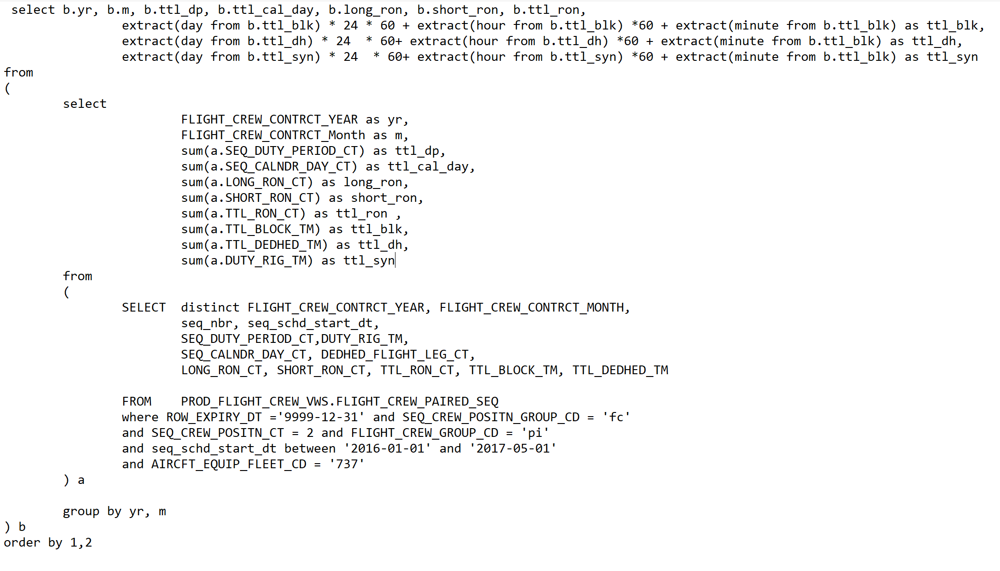 select b.yr, b.m, b.ttl_dp, b.ttl_cal_day, b.long_ron, b.short_ron, b.ttl_ron,
extract(day from b.ttl_blk) * 24 * 60 + extract(hour from b.ttl_blk) *60 + extract(minute from b.ttl_blk) as ttl_blk,
extract(day from b.ttl_dh) * 24  * 60+ extract(hour from b.ttl_dh) *60 + extract(minute from b.ttl_blk) as ttl_dh,
extract(day from b.ttl_syn) * 24  * 60+ extract(hour from b.ttl_syn) *60 + extract(minute from b.ttl_blk) as ttl_syn
from
(
select
FLIGHT_CREW_CONTRCT_YEAR as yr,
FLIGHT_CREW_CONTRCT_Month as m,
sum(a.SEQ_DUTY_PERIOD_CT) as ttl_dp,
sum(a.SEQ_CALNDR_DAY_CT) as ttl_cal_day,
sum(a.LONG_RON_CT) as long_ron,
sum(a.SHORT_RON_CT) as short_ron,
sum(a.TTL_RON_CT) as ttl_ron ,
sum(a.TTL_BLOCK_TM) as ttl_blk,
sum(a.TTL_DEDHED_TM) as ttl_dh,
sum(a.DUTY_RIG_TM) as ttl_syn
from
(
SELECT  distinct FLIGHT_CREW_CONTRCT_YEAR, FLIGHT_CREW_CONTRCT_MONTH,
seq_nbr, seq_schd_start_dt,
SEQ_DUTY_PERIOD_CT,DUTY_RIG_TM,
SEQ_CALNDR_DAY_CT, DEDHED_FLIGHT_LEG_CT,
LONG_RON_CT, SHORT_RON_CT, TTL_RON_CT, TTL_BLOCK_TM, TTL_DEDHED_TM
FROM    PROD_FLIGHT_CREW_VWS.FLIGHT_CREW_PAIRED_SEQ
where ROW_EXPIRY_DT ='9999-12-31' and SEQ_CREW_POSITN_GROUP_CD = 'fc'
and SEQ_CREW_POSITN_CT = 2 and FLIGHT_CREW_GROUP_CD = 'pi'
and seq_schd_start_dt between '2016-01-01' and '2017-05-01'
and AIRCFT_EQUIP_FLEET_CD = '737'
) a
group by yr, m
) b
order by 1,2